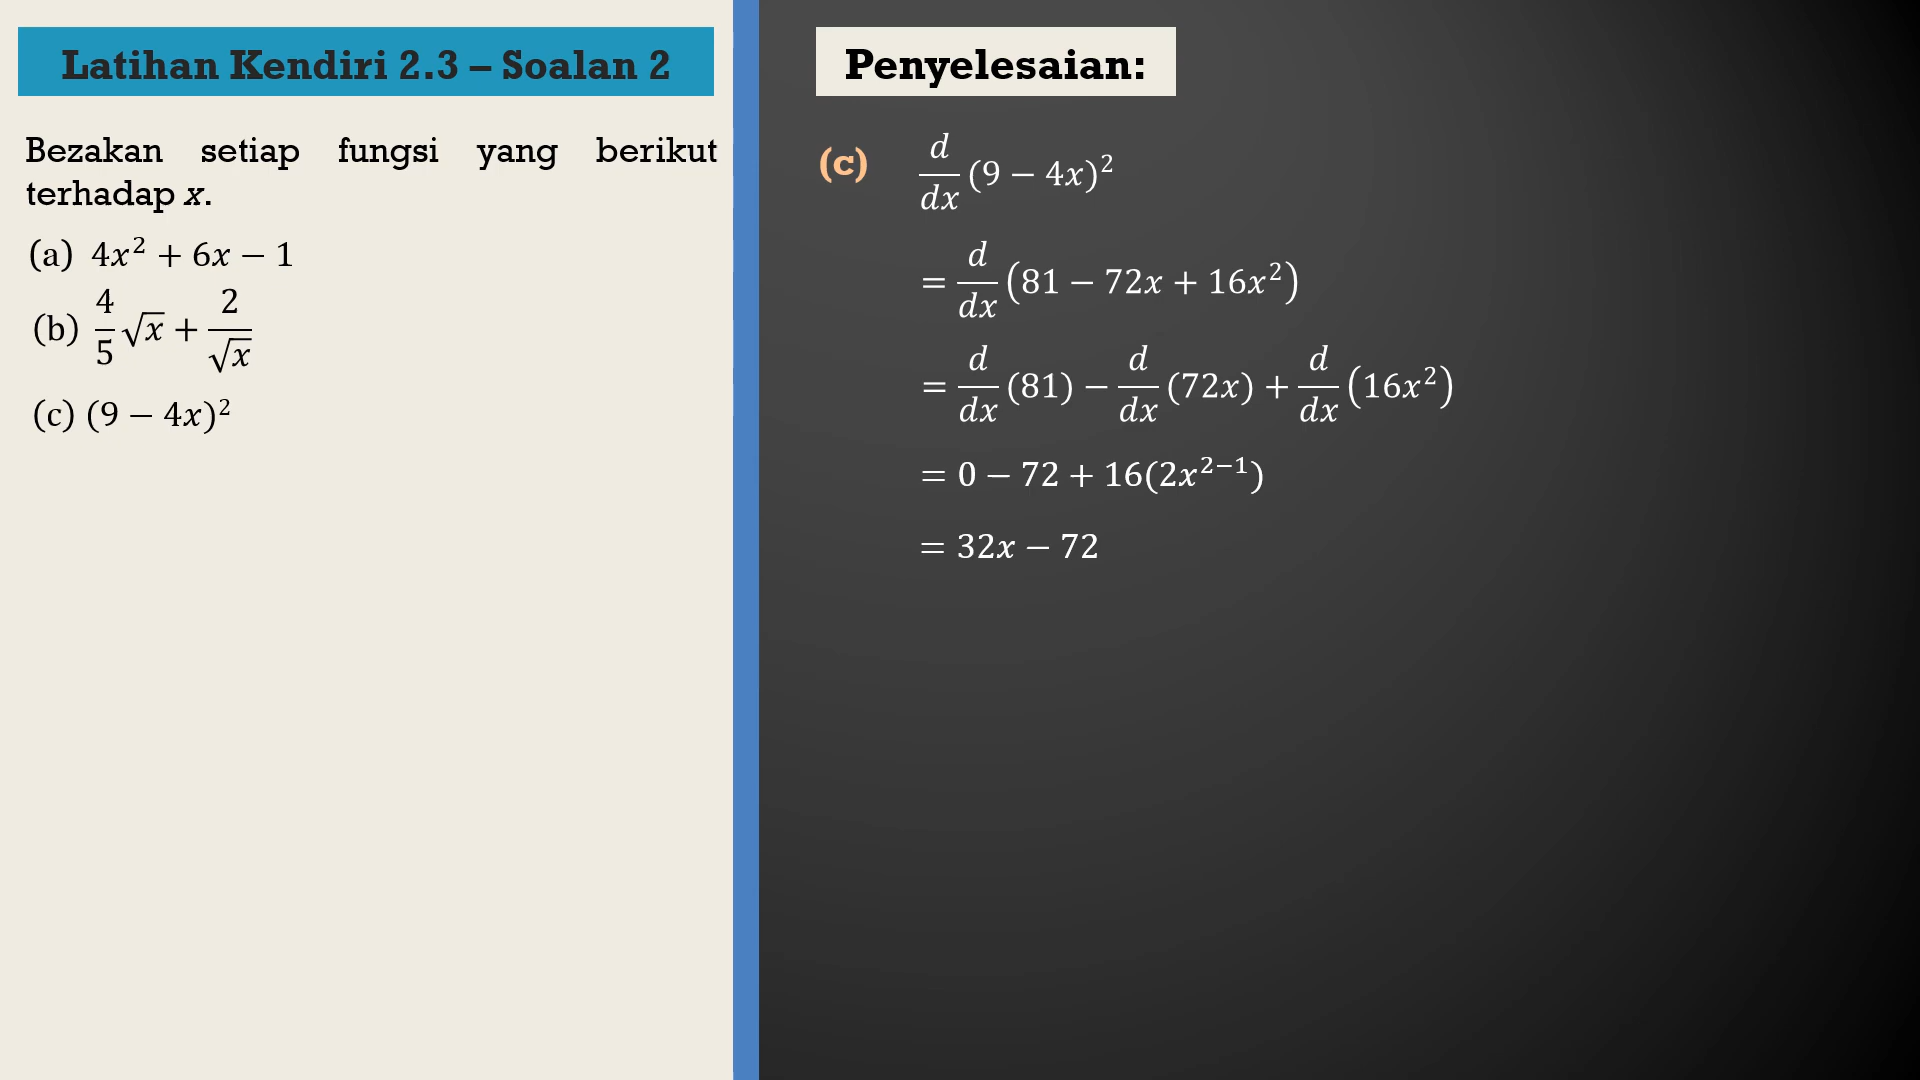 Latihan Kendiri 2.3 – Soalan 2
Bezakan setiap fungsi yang berikut
terhadap x.
(a) 4x² + 6x − 1
(b) 4/5 √x + 2/√x
(c) (9 − 4x)²
Penyelesaian:
(c) d/dx (9 − 4x)²
= d/dx (81 − 72x + 16x²)
= d/dx (81) − d/dx (72x) + d/dx (16x²)
= 0 − 72 + 16(2x²⁻¹)
= 32x − 72